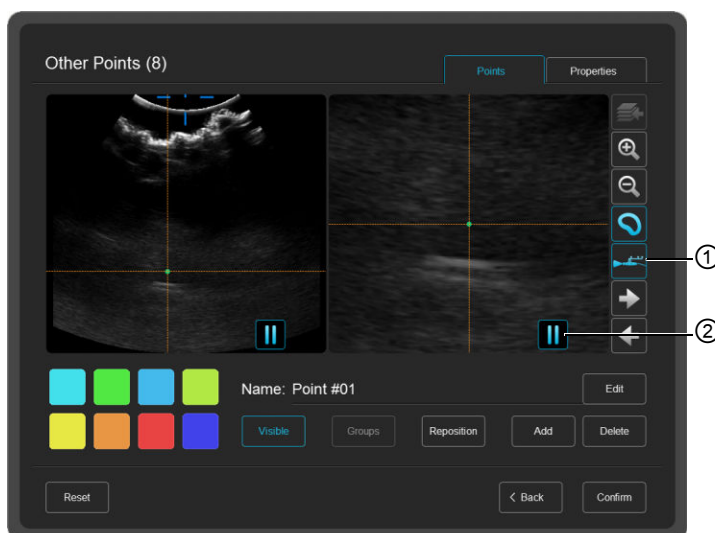 Other Points (8)
Points
Properties
1
2
Name: Point #01
Edit
Visible
Groups
Reposition
Add
Delete
Reset
< Back
Confirm